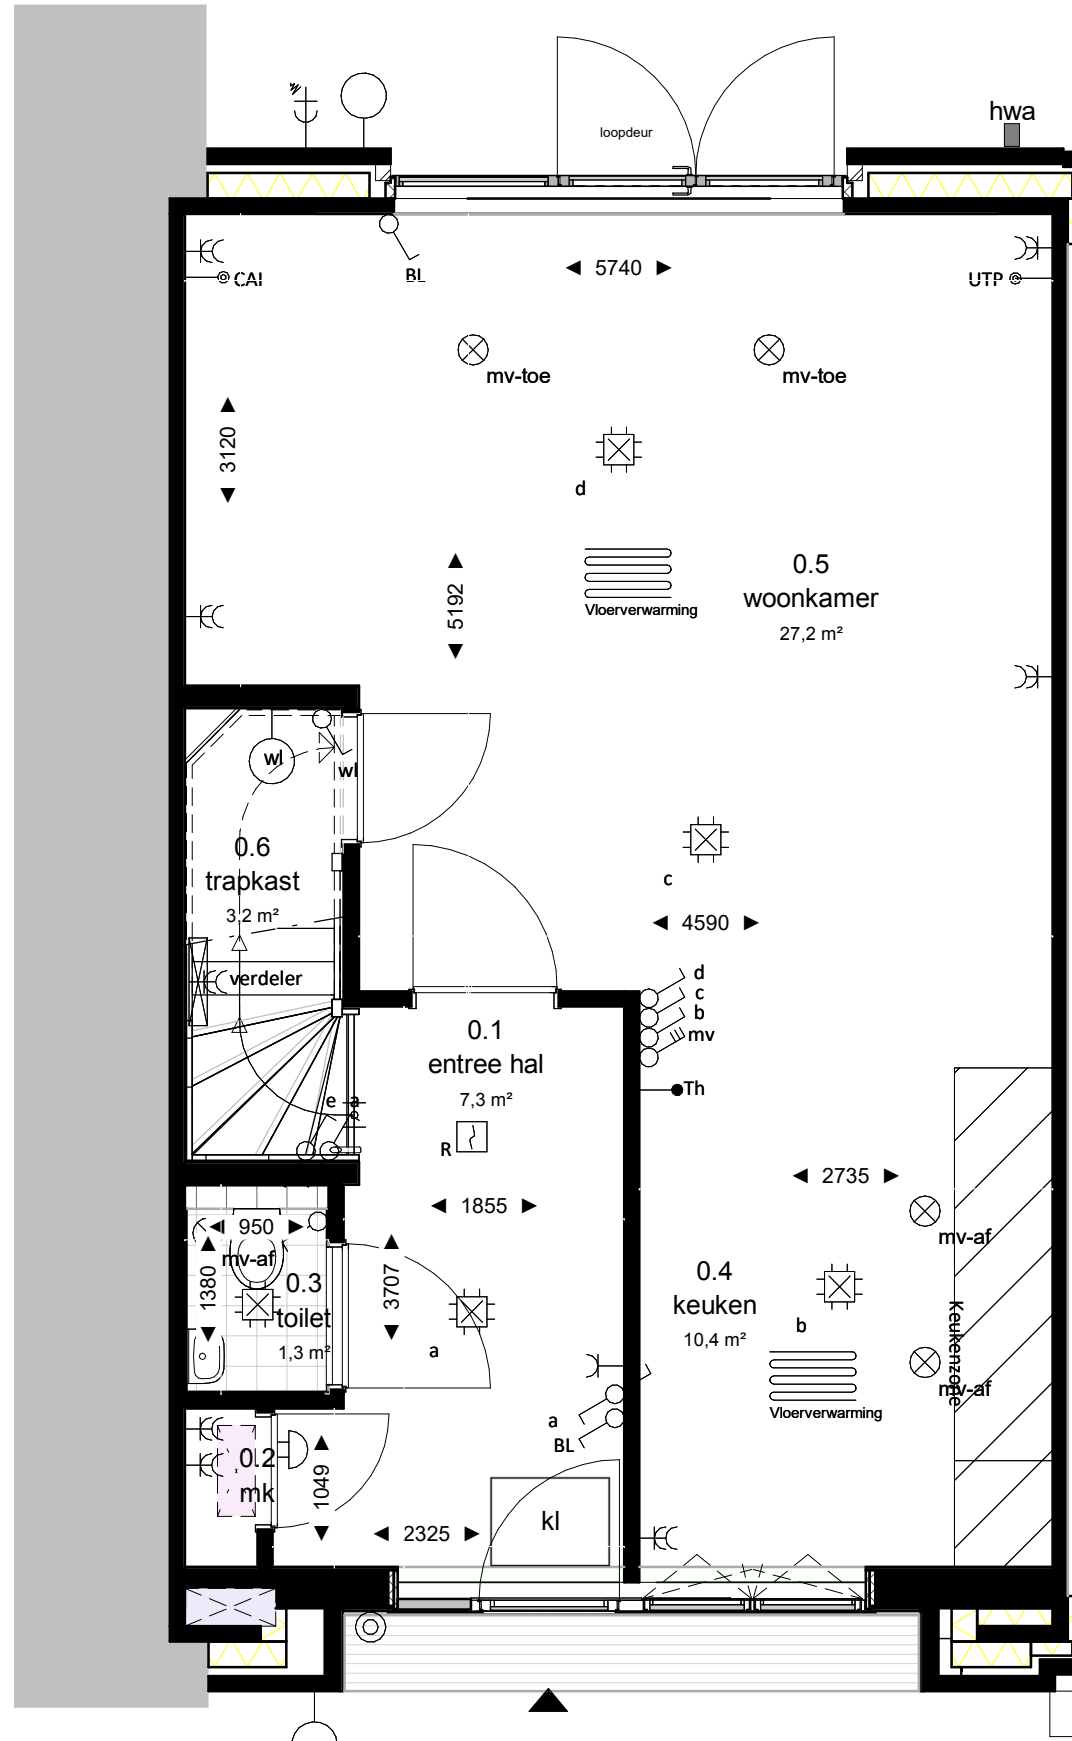 hwa
loopdeur
BL
5740
CAI
UTP
mv-toe
mv-toe
3120
d
5192
0.5
woonkamer
27,2 m²
Vloerverwarming
wl
wl
0.6
trapkast
3,2 m²
c
4590
verdeler
d
c
b
mv
0.1
entree hal
7,3 m²
Th
e a
R
2735
1855
950
mv-af
mv-af
1380
0.3
toilet
1,3 m²
3707
0.4
keuken
10,4 m²
b
Keukenzone
a
mv-af
Vloerverwarming
a
BL
0.2
mk
1049
2325
kl